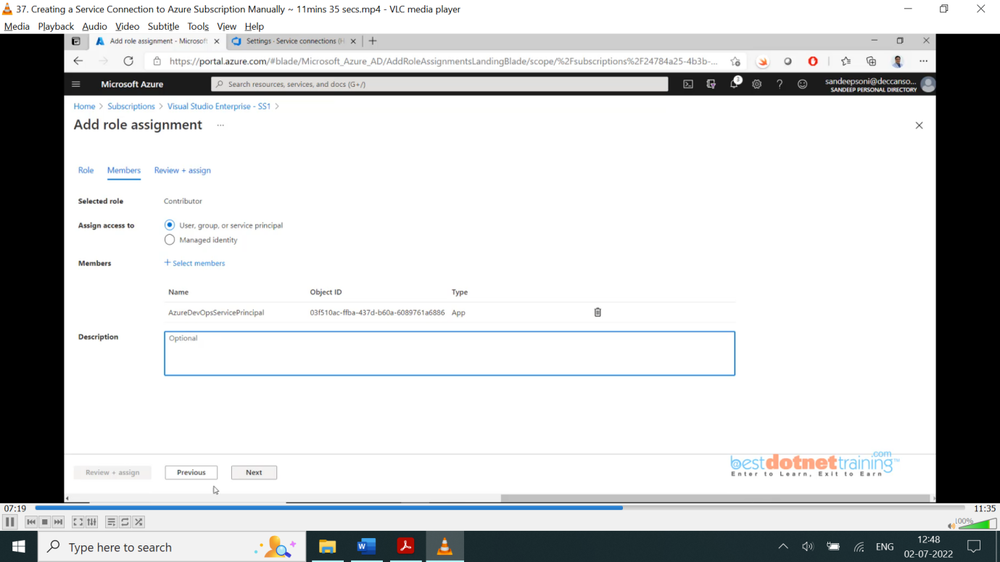 37. Creating a Service Connection to Azure Subscription Manually ~ 11mins 35 secs.mp4 - VLC media player
Media Playback Audio Video Subtitle Tools View Help
Add role assignment - Microsoft Settings - Service connections (H
https://portal.azure.com/#blade/Microsoft_Azure_AD/AddRoleAssignmentsLandingBlade/scope/%2Fsubscriptions%2F24784a25-4b3b-...
Microsoft Azure
Search resources, services, and docs (G+/)
3
sandeepsoni@deccanso...
SANDEEP PERSONAL DIRECTORY
Home > Subscriptions > Visual Studio Enterprise - SS1 >
Add role assignment ...
Role Members Review + assign
Selected role Contributor
Assign access to User, group, or service principal
Managed identity
Members + Select members
Name Object ID Type
AzureDevOpsServicePrincipal 03f510ac-ffba-437d-b60a-6089761a6886 App
Description Optional
Review + assign Previous Next
@bestdotnettraining.com™
Enter to Learn, Exit to Earn
07:19 11:35
100%
Type here to search
ENG
12:48
02-07-2022